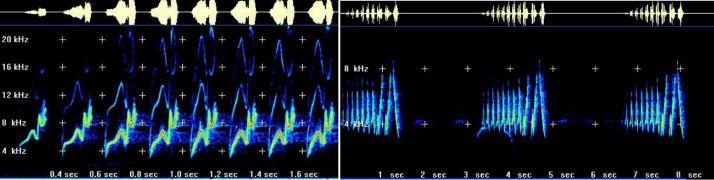 20 kHz
16 kHz
12 kHz
8 kHz
4 kHz
0.4 sec 0.6 sec 0.8 sec 1.0 sec 1.2 sec 1.4 sec 1.6 sec
8 kHz
4 kHz
1 sec 2 sec 3 sec 4 sec 5 sec 6 sec 7 sec 8 sec